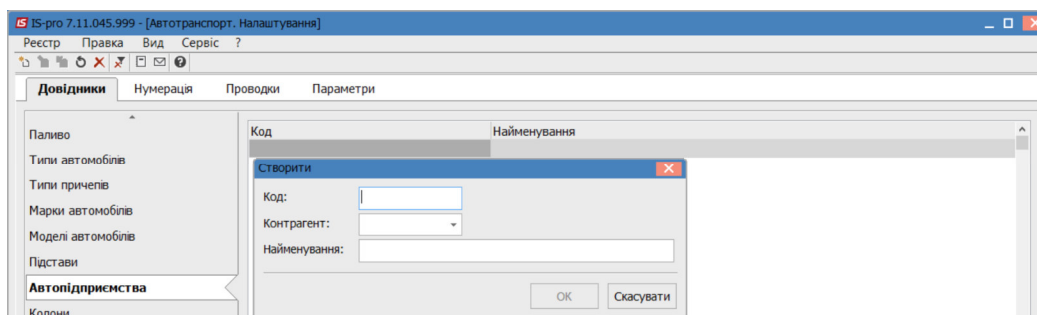 IS-pro 7.11.045.999 - [Автотранспорт. Налаштування]
Реєстр Правка Вид Сервіс ?
Довідники Нумерація Проводки Параметри
Паливо
Типи автомобілів
Типи причепів
Марки автомобілів
Моделі автомобілів
Підстави
Автопідприємства
Колони
Код Найменування
Створити
Код:
Контрагент:
Найменування:
ОК Скасувати